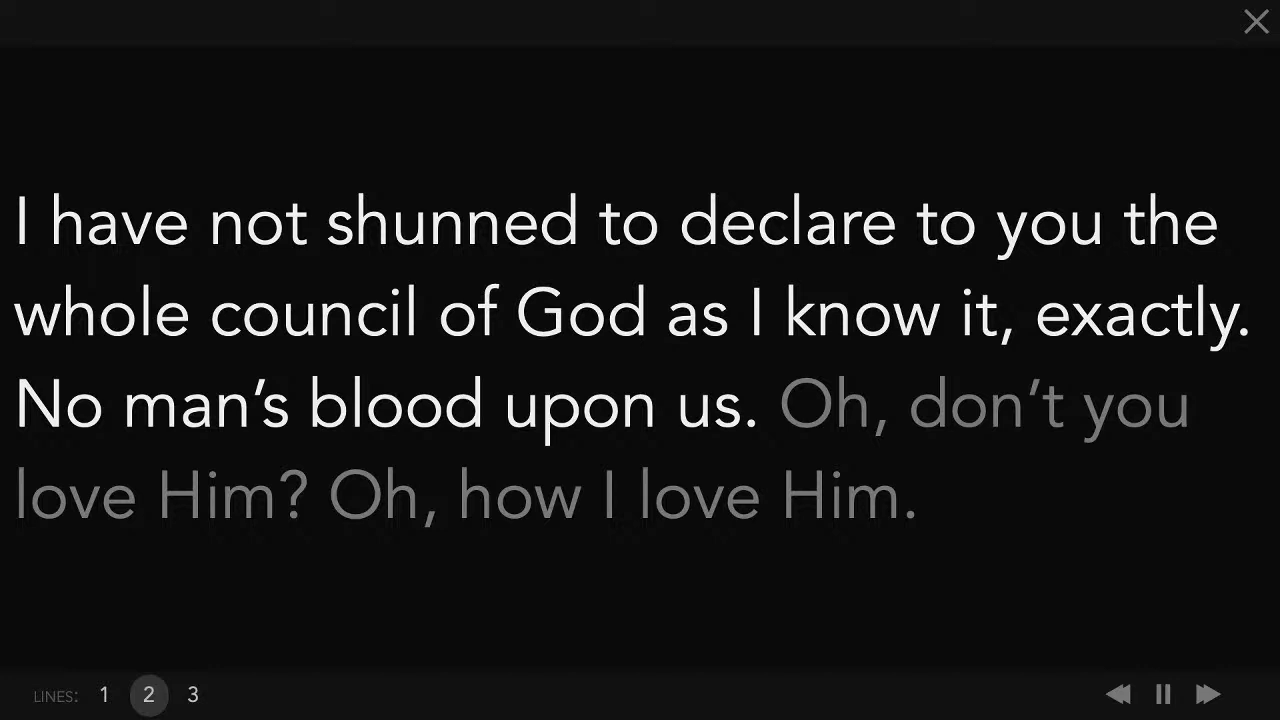 I have not shunned to declare to you the
whole council of God as I know it, exactly.
No man’s blood upon us. Oh, don’t you
love Him? Oh, how I love Him.
LINES: 1 2 3